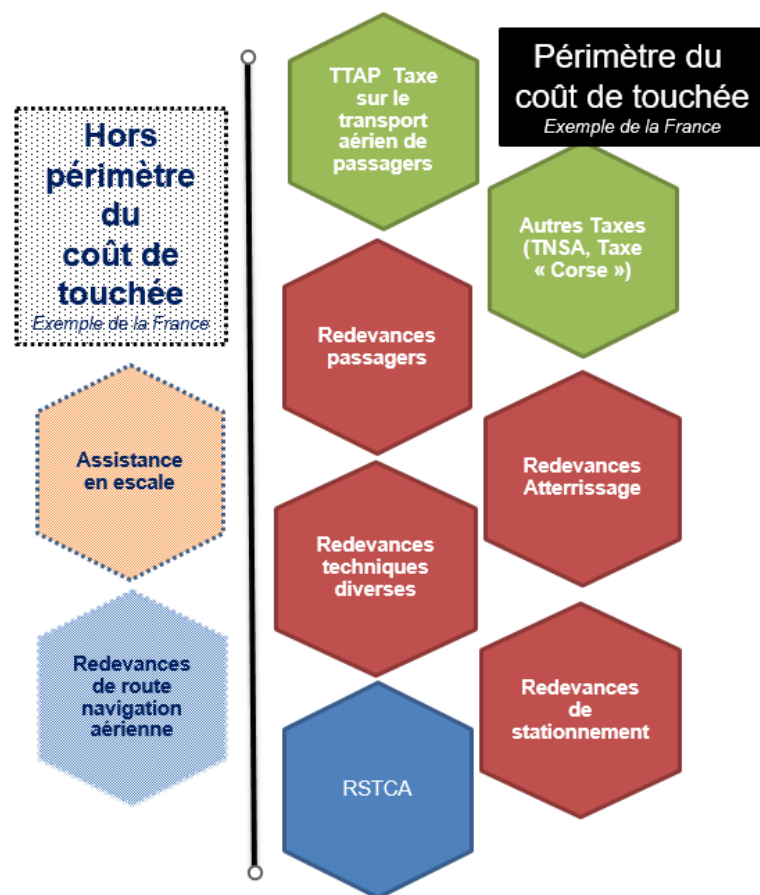 Hors
périmètre
du
coût de
touchée
Exemple de la France
Assistance
en escale
Redevances
de route
navigation
aérienne
Périmètre du
coût de touchée
Exemple de la France
TTAP Taxe
sur le
transport
aérien de
passagers
Autres Taxes
(TNSA, Taxe
« Corse »)
Redevances
passagers
Redevances
Atterrissage
Redevances
techniques
diverses
Redevances
de
stationnement
RSTCA